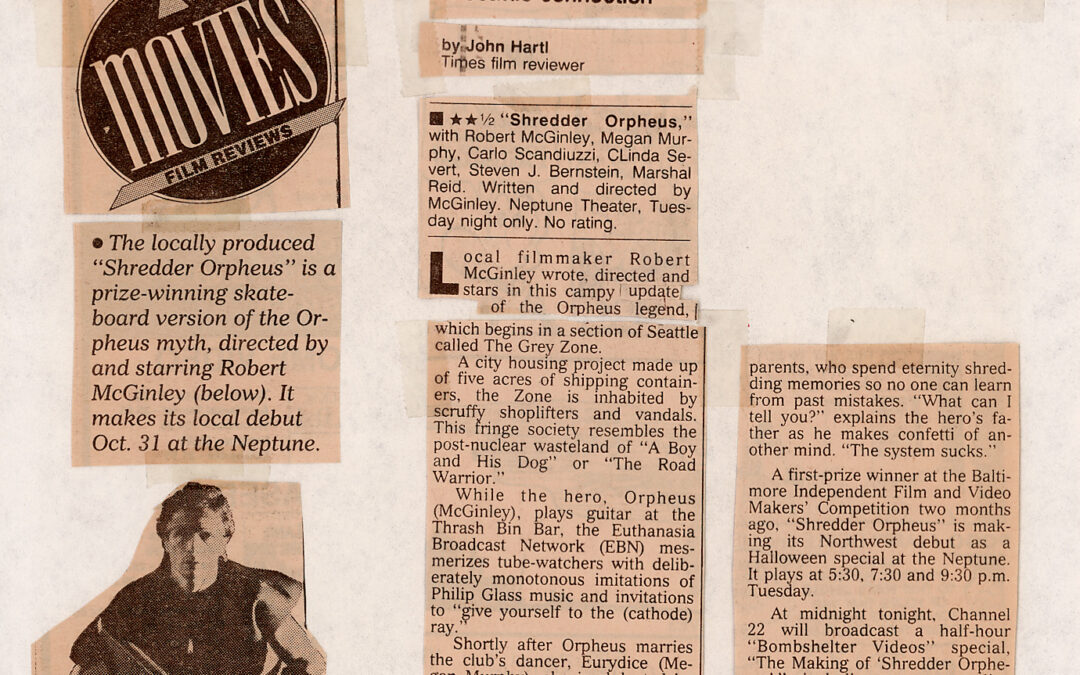 MOVIES
FILM REVIEWS
• The locally produced
“Shredder Orpheus” is a
prize-winning skate-
board version of the Or-
pheus myth, directed by
and starring Robert
McGinley (below). It
makes its local debut
Oct. 31 at the Neptune.
connection
by John Hartl
Times film reviewer
■ ★★½ “Shredder Orpheus,”
with Robert McGinley, Megan Mur-
phy, Carlo Scandiuzzi, CLinda Se-
vert, Steven J. Bernstein, Marshal
Reid. Written and directed by
McGinley. Neptune Theater, Tues-
day night only. No rating.
Local filmmaker Robert
McGinley wrote, directed and
stars in this campy update
of the Orpheus legend,
which begins in a section of Seattle
called The Grey Zone.
A city housing project made up
of five acres of shipping contain-
ers, the Zone is inhabited by
scruffy shoplifters and vandals.
This fringe society resembles the
post-nuclear wasteland of “A Boy
and His Dog” or “The Road
Warrior.”
While the hero, Orpheus
(McGinley), plays guitar at the
Thrash Bin Bar, the Euthanasia
Broadcast Network (EBN) mes-
merizes tube-watchers with delib-
erately monotonous imitations of
Philip Glass music and invitations
to “give yourself to the (cathode)
ray.”
Shortly after Orpheus marries
the club’s dancer, Eurydice (Me-
parents, who spend eternity shred-
ding memories so no one can learn
from past mistakes. “What can I
tell you?” explains the hero’s fa-
ther as he makes confetti of an-
other mind. “The system sucks.”
A first-prize winner at the Balti-
more Independent Film and Video
Makers’ Competition two months
ago, “Shredder Orpheus” is mak-
ing its Northwest debut as a
Halloween special at the Neptune.
It plays at 5:30, 7:30 and 9:30 p.m.
Tuesday.
At midnight tonight, Channel
22 will broadcast a half-hour
“Bombshelter Videos” special,
“The Making of ‘Shredder Orphe-